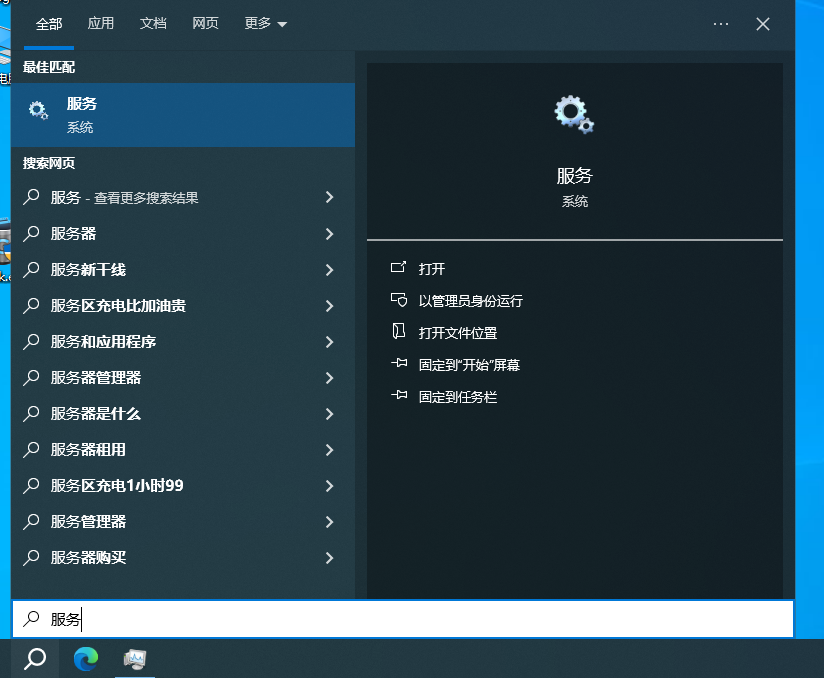 全部 应用 文档 网页 更多
最佳匹配
服务
系统
搜索网页
服务 - 查看更多搜索结果
服务器
服务新干线
服务区充电比加油贵
服务和应用程序
服务器管理器
服务器是什么
服务器租用
服务区充电1小时99
服务管理器
服务器购买
服务
系统
打开
以管理员身份运行
打开文件位置
固定到"开始"屏幕
固定到任务栏
服务